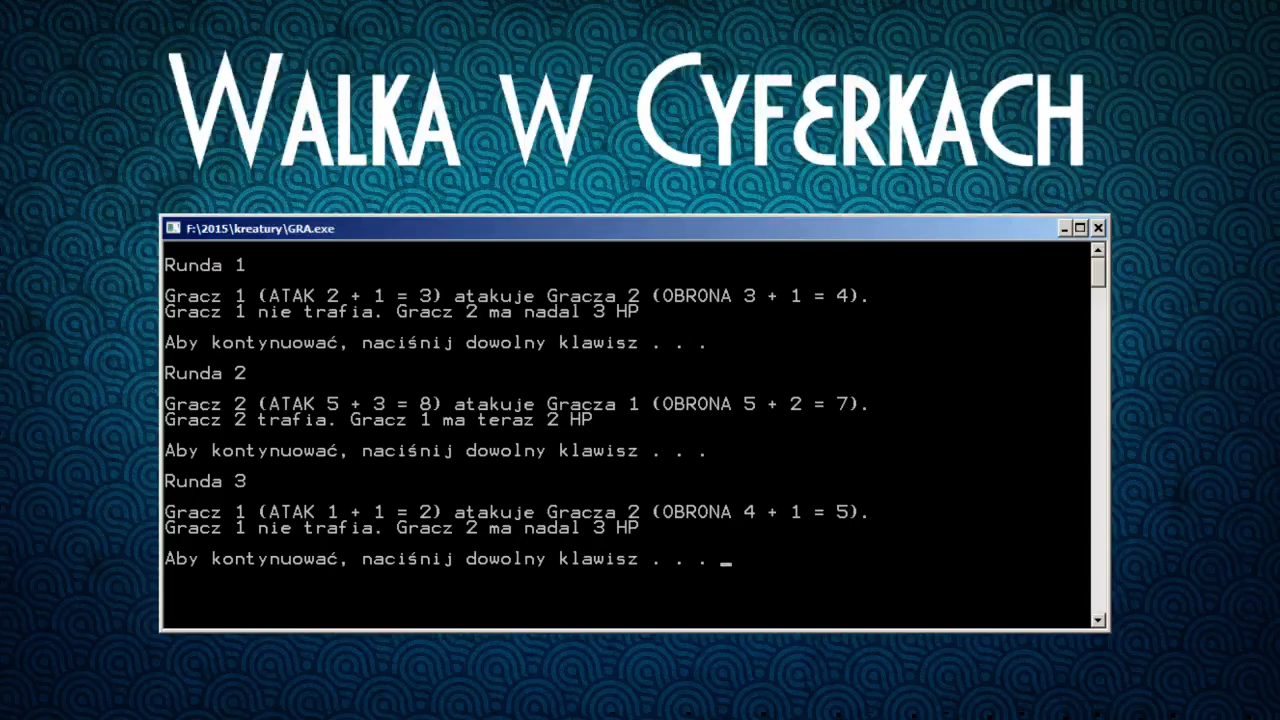 WALKA W CYFERKACH
F:\2015\kreatury\GRA.exe
Runda 1
Gracz 1 (ATAK 2 + 1 = 3) atakuje Gracza 2 (OBRONA 3 + 1 = 4).
Gracz 1 nie trafia. Gracz 2 ma nadal 3 HP
Aby kontynuować, naciśnij dowolny klawisz . . .
Runda 2
Gracz 2 (ATAK 5 + 3 = 8) atakuje Gracza 1 (OBRONA 5 + 2 = 7).
Gracz 2 trafia. Gracz 1 ma teraz 2 HP
Aby kontynuować, naciśnij dowolny klawisz . . .
Runda 3
Gracz 1 (ATAK 1 + 1 = 2) atakuje Gracza 2 (OBRONA 4 + 1 = 5).
Gracz 1 nie trafia. Gracz 2 ma nadal 3 HP
Aby kontynuować, naciśnij dowolny klawisz . . . _